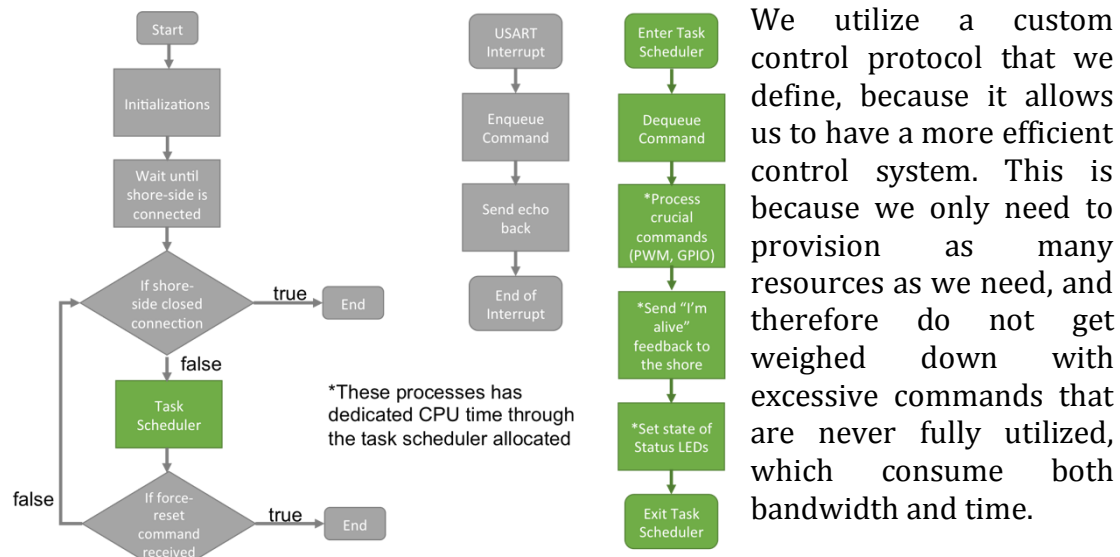 Start
Initializations
Wait until
shore-side is
connected
If shore-
side closed
connection
true
End
false
Task
Scheduler
false
If force-
reset
command
received
true
End
USART
Interrupt
Enqueue
Command
Send echo
back
End of
Interrupt
*These processes has
dedicated CPU time through
the task scheduler allocated
Enter Task
Scheduler
Dequeue
Command
*Process
crucial
commands
(PWM, GPIO)
*Send “I’m
alive”
feedback to
the shore
*Set state of
Status LEDs
Exit Task
Scheduler
We utilize a custom
control protocol that we
define, because it allows
us to have a more efficient
control system. This is
because we only need to
provision as many
resources as we need, and
therefore do not get
weighed down with
excessive commands that
are never fully utilized,
which consume both
bandwidth and time.